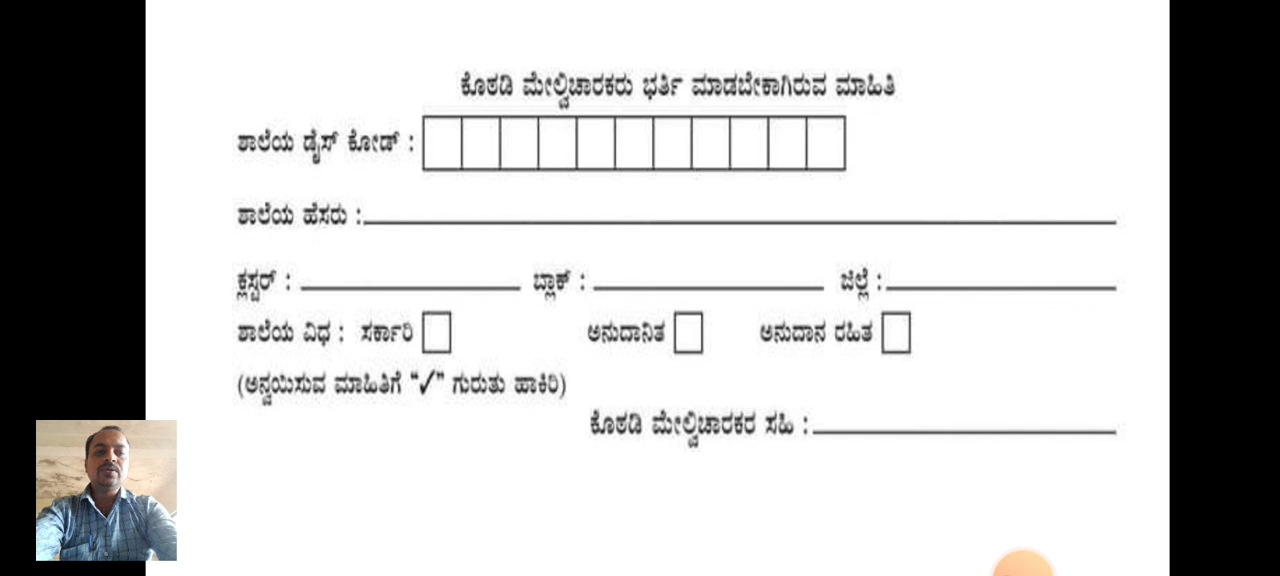 ಕೊಠಡಿ ಮೇಲ್ವಿಚಾರಕರು ಭರ್ತಿ ಮಾಡಬೇಕಾಗಿರುವ ಮಾಹಿತಿ
ಶಾಲೆಯ ಡೈಸ್ ಕೋಡ್ :
ಶಾಲೆಯ ಹೆಸರು :
ಕ್ಲಸ್ಟರ್ : ಬ್ಲಾಕ್ : ಜಿಲ್ಲೆ :
ಶಾಲೆಯ ವಿಧ : ಸರ್ಕಾರಿ ಅನುದಾನಿತ ಅನುದಾನ ರಹಿತ
(ಅನ್ವಯಿಸುವ ಮಾಹಿತಿಗೆ “✓” ಗುರುತು ಹಾಕಿರಿ)
ಕೊಠಡಿ ಮೇಲ್ವಿಚಾರಕರ ಸಹಿ :